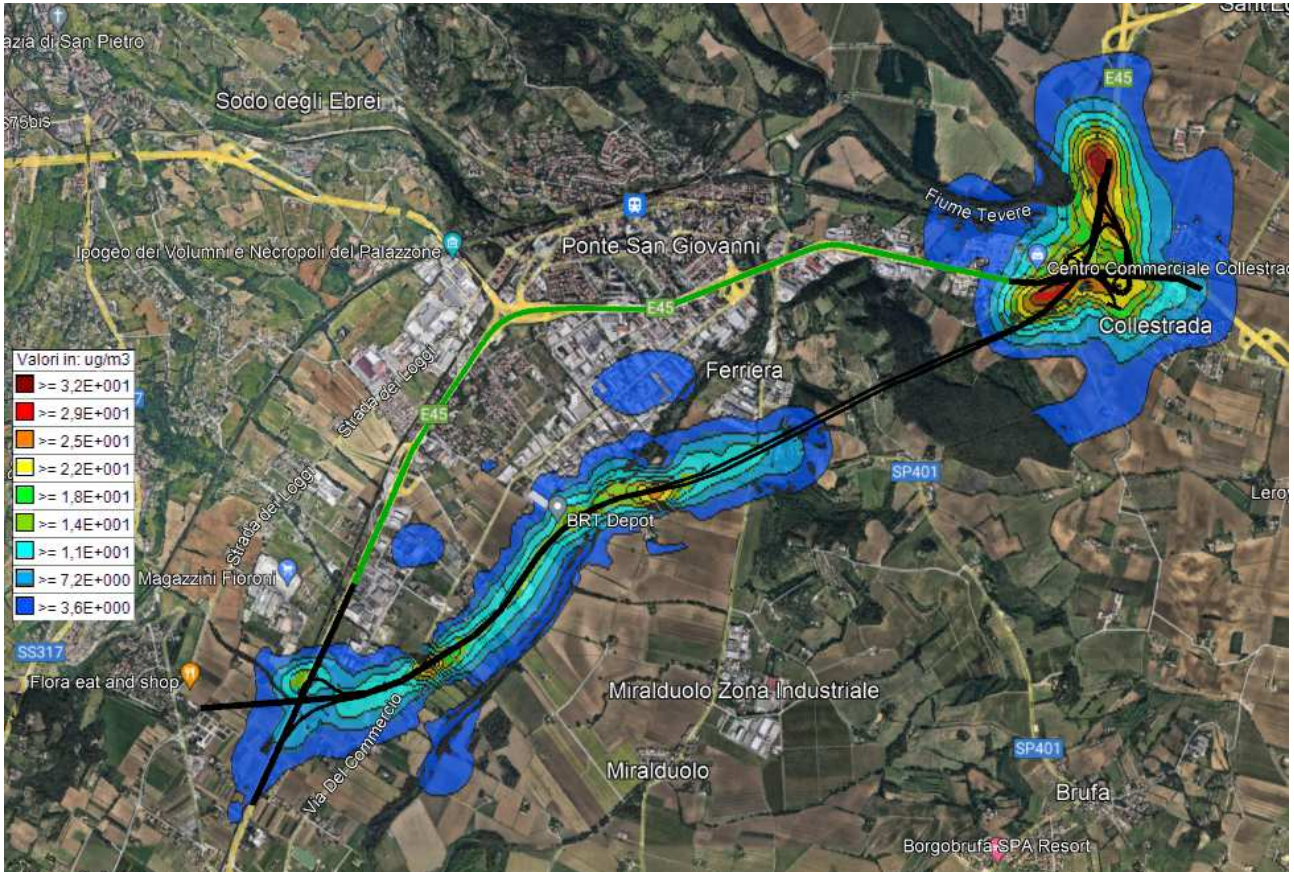 Sant'Eg
azia di San Pietro
E45
Sodo degli Ebrei
S75bis
Fiume Tevere
Ponte San Giovanni
Ipogeo dei Volumni e Necropoli del Palazzone
Centro Commerciale Collestrada
E45
Collestrada
Valori in: ug/m3
>= 3,2E+001
>= 2,9E+001
>= 2,5E+001
>= 2,2E+001
>= 1,8E+001
>= 1,4E+001
>= 1,1E+001
>= 7,2E+000
>= 3,6E+000
Ferriera
Strada dei Loggi
E45
SP401
Leroy
Strada dei Loggi
BRT Depot
Magazzini Fioroni
SS317
Flora eat and shop
Miralduolo Zona Industriale
Via Del Commercio
SP401
Miralduolo
Brufa
Borgobrufa SPA Resort